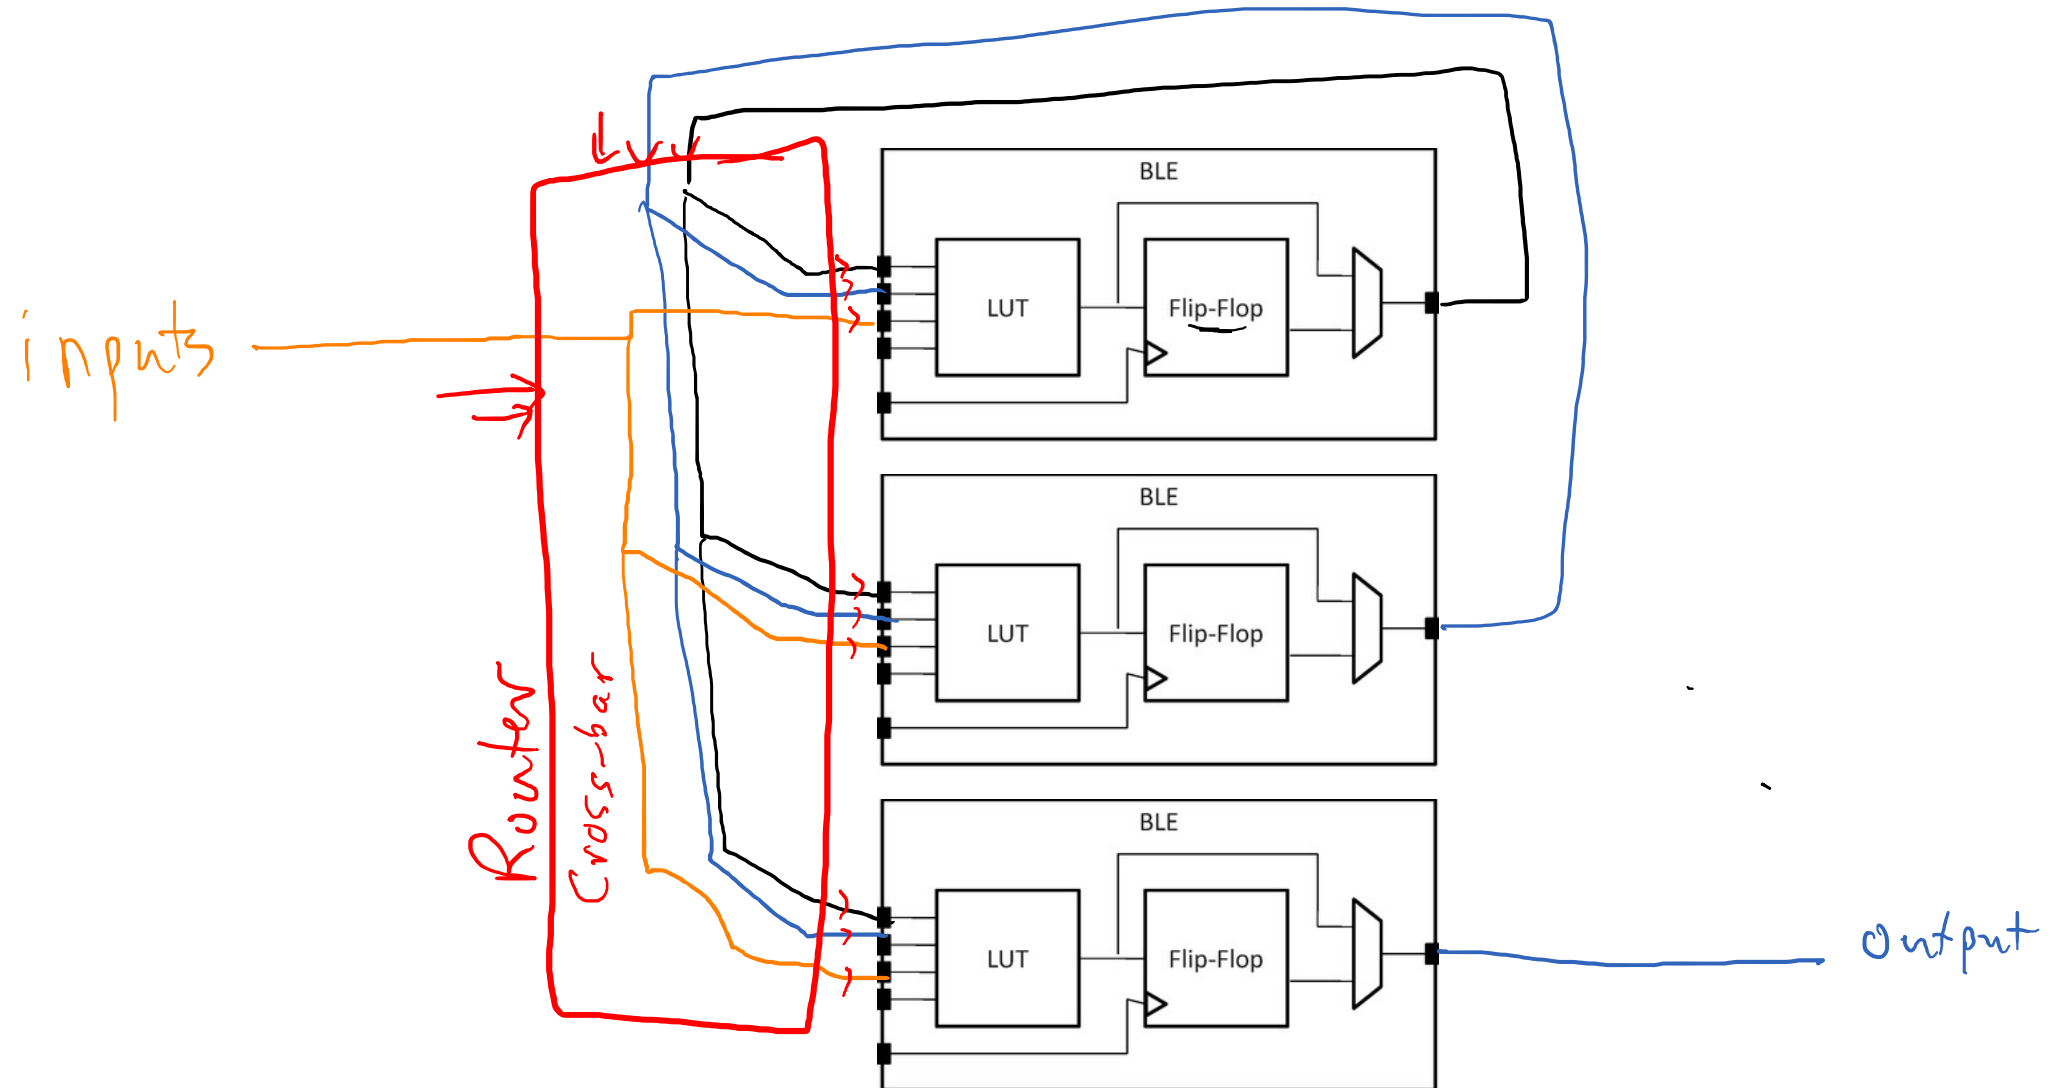 BLE
LUT
Flip-Flop
inputs
BLE
LUT
Flip-Flop
Router
Cross-bar
BLE
LUT
Flip-Flop
output